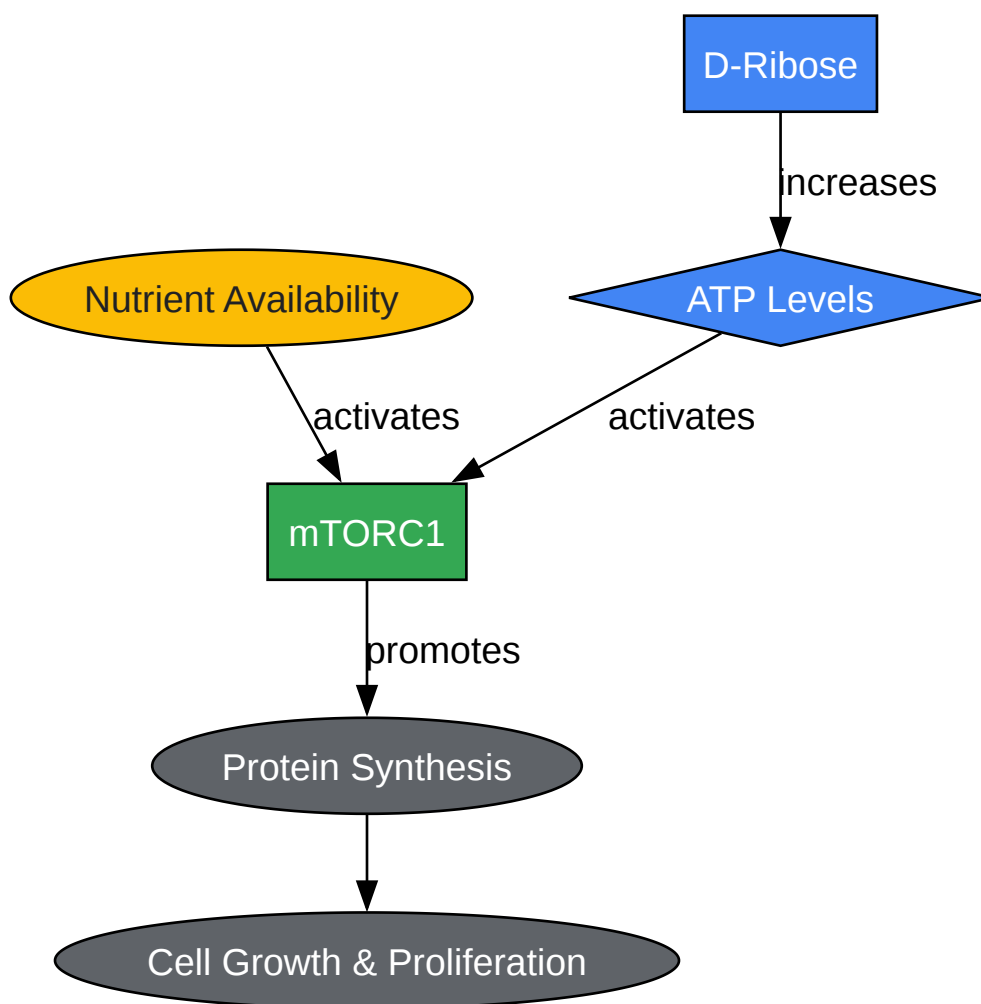 D-Ribose
increases
Nutrient Availability
ATP Levels
activates
activates
mTORC1
promotes
Protein Synthesis
Cell Growth & Proliferation